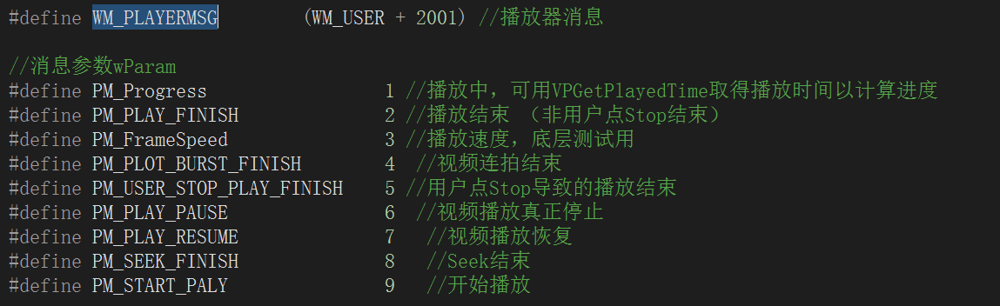 #define WM_PLAYERMSG (WM_USER + 2001) //播放器消息
//消息参数wParam
#define PM_Progress 1 //播放中，可用VPGetPlayedTime取得播放时间以计算进度
#define PM_PLAY_FINISH 2 //播放结束 （非用户点Stop结束）
#define PM_FrameSpeed 3 //播放速度，底层测试用
#define PM_PLOT_BURST_FINISH 4 //视频连拍结束
#define PM_USER_STOP_PLAY_FINISH 5 //用户点Stop导致的播放结束
#define PM_PLAY_PAUSE 6 //视频播放真正停止
#define PM_PLAY_RESUME 7 //视频播放恢复
#define PM_SEEK_FINISH 8 //Seek结束
#define PM_START_PALY 9 //开始播放